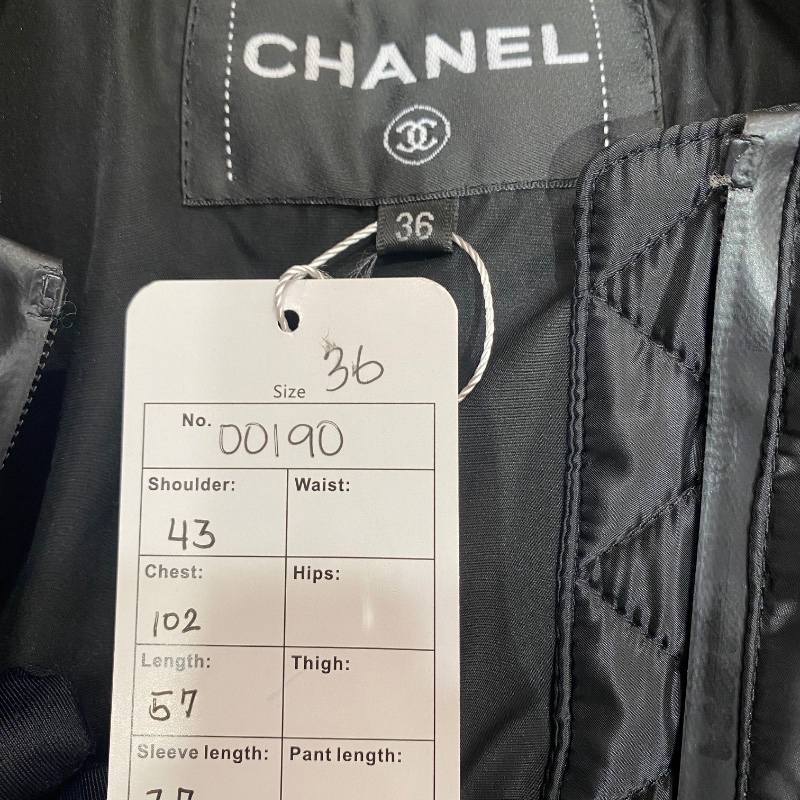 CHANEL
36
36
Size
No. 00190
Shoulder: Waist:
43
Chest: Hips:
102
Length: Thigh:
57
Sleeve length: Pant length: